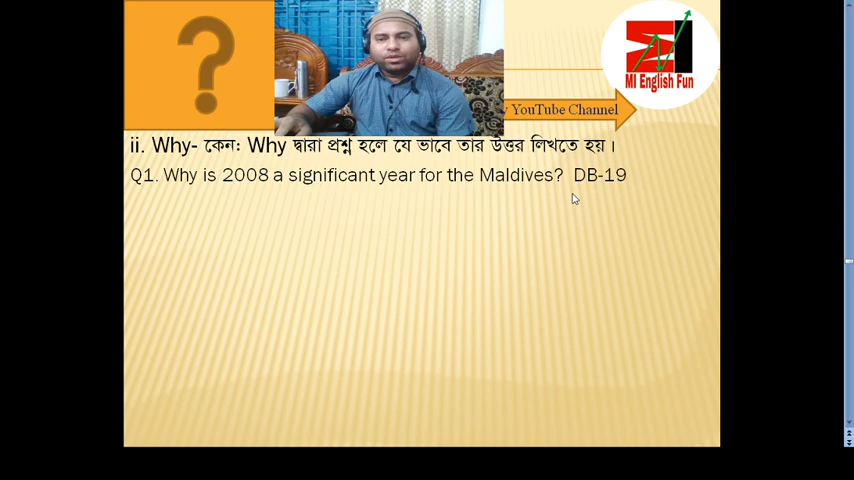 ?
MI English Fun
YouTube Channel
ii. Why- কেন: Why দ্বারা প্রশ্ন হলে যে ভাবে তার উত্তর লিখতে হয়।
Q1. Why is 2008 a significant year for the Maldives? DB-19